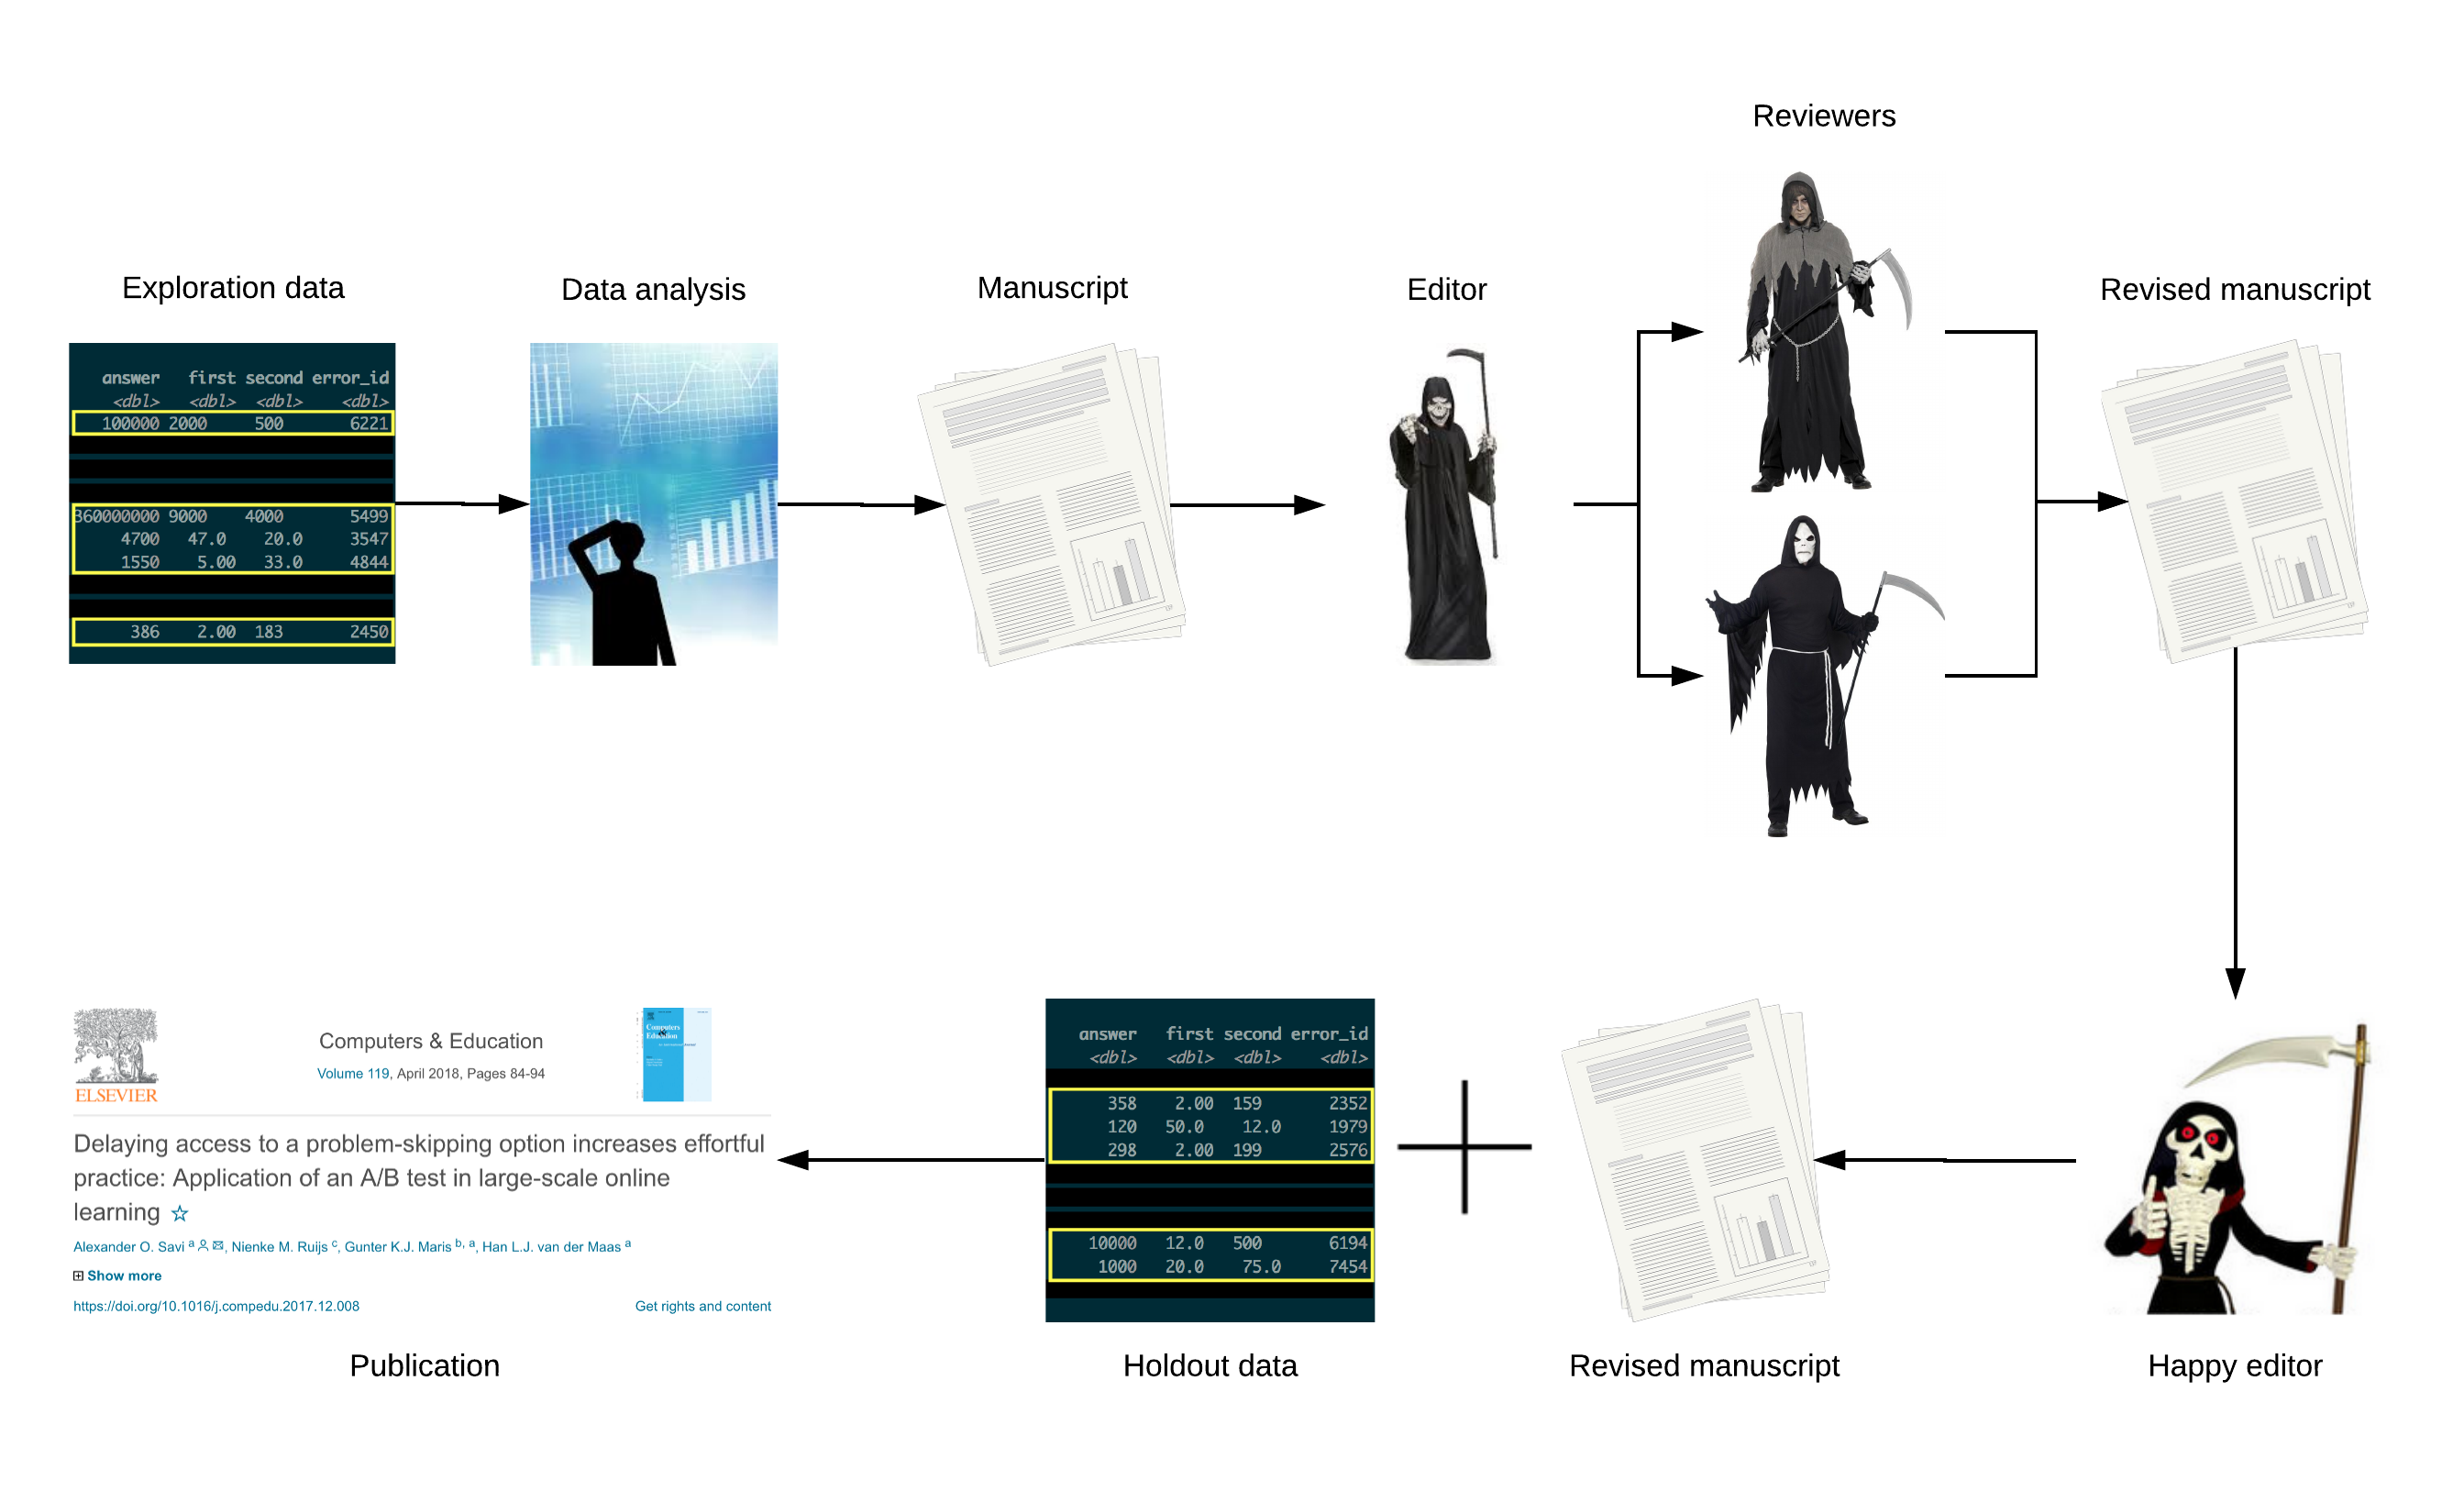 Reviewers
Exploration data
Data analysis
Manuscript
Editor
Revised manuscript
answer first second error_id
<dbl> <dbl> <dbl> <dbl>
100000 2000 500 6221
360000000 9000 4000 5499
4700 47.0 20.0 3547
1550 5.00 33.0 4844
386 2.00 183 2450
ELSEVIER
Computers & Education
Volume 119, April 2018, Pages 84-94
Computers
&
Education
Delaying access to a problem-skipping option increases effortful
practice: Application of an A/B test in large-scale online
learning ☆
Alexander O. Savi a, Nienke M. Ruijs c, Gunter K.J. Maris b, a, Han L.J. van der Maas a
Show more
https://doi.org/10.1016/j.compedu.2017.12.008
Get rights and content
answer first second error_id
<dbl> <dbl> <dbl> <dbl>
358 2.00 159 2352
120 50.0 12.0 1979
298 2.00 199 2576
10000 12.0 500 6194
1000 20.0 75.0 7454
Publication
Holdout data
Revised manuscript
Happy editor